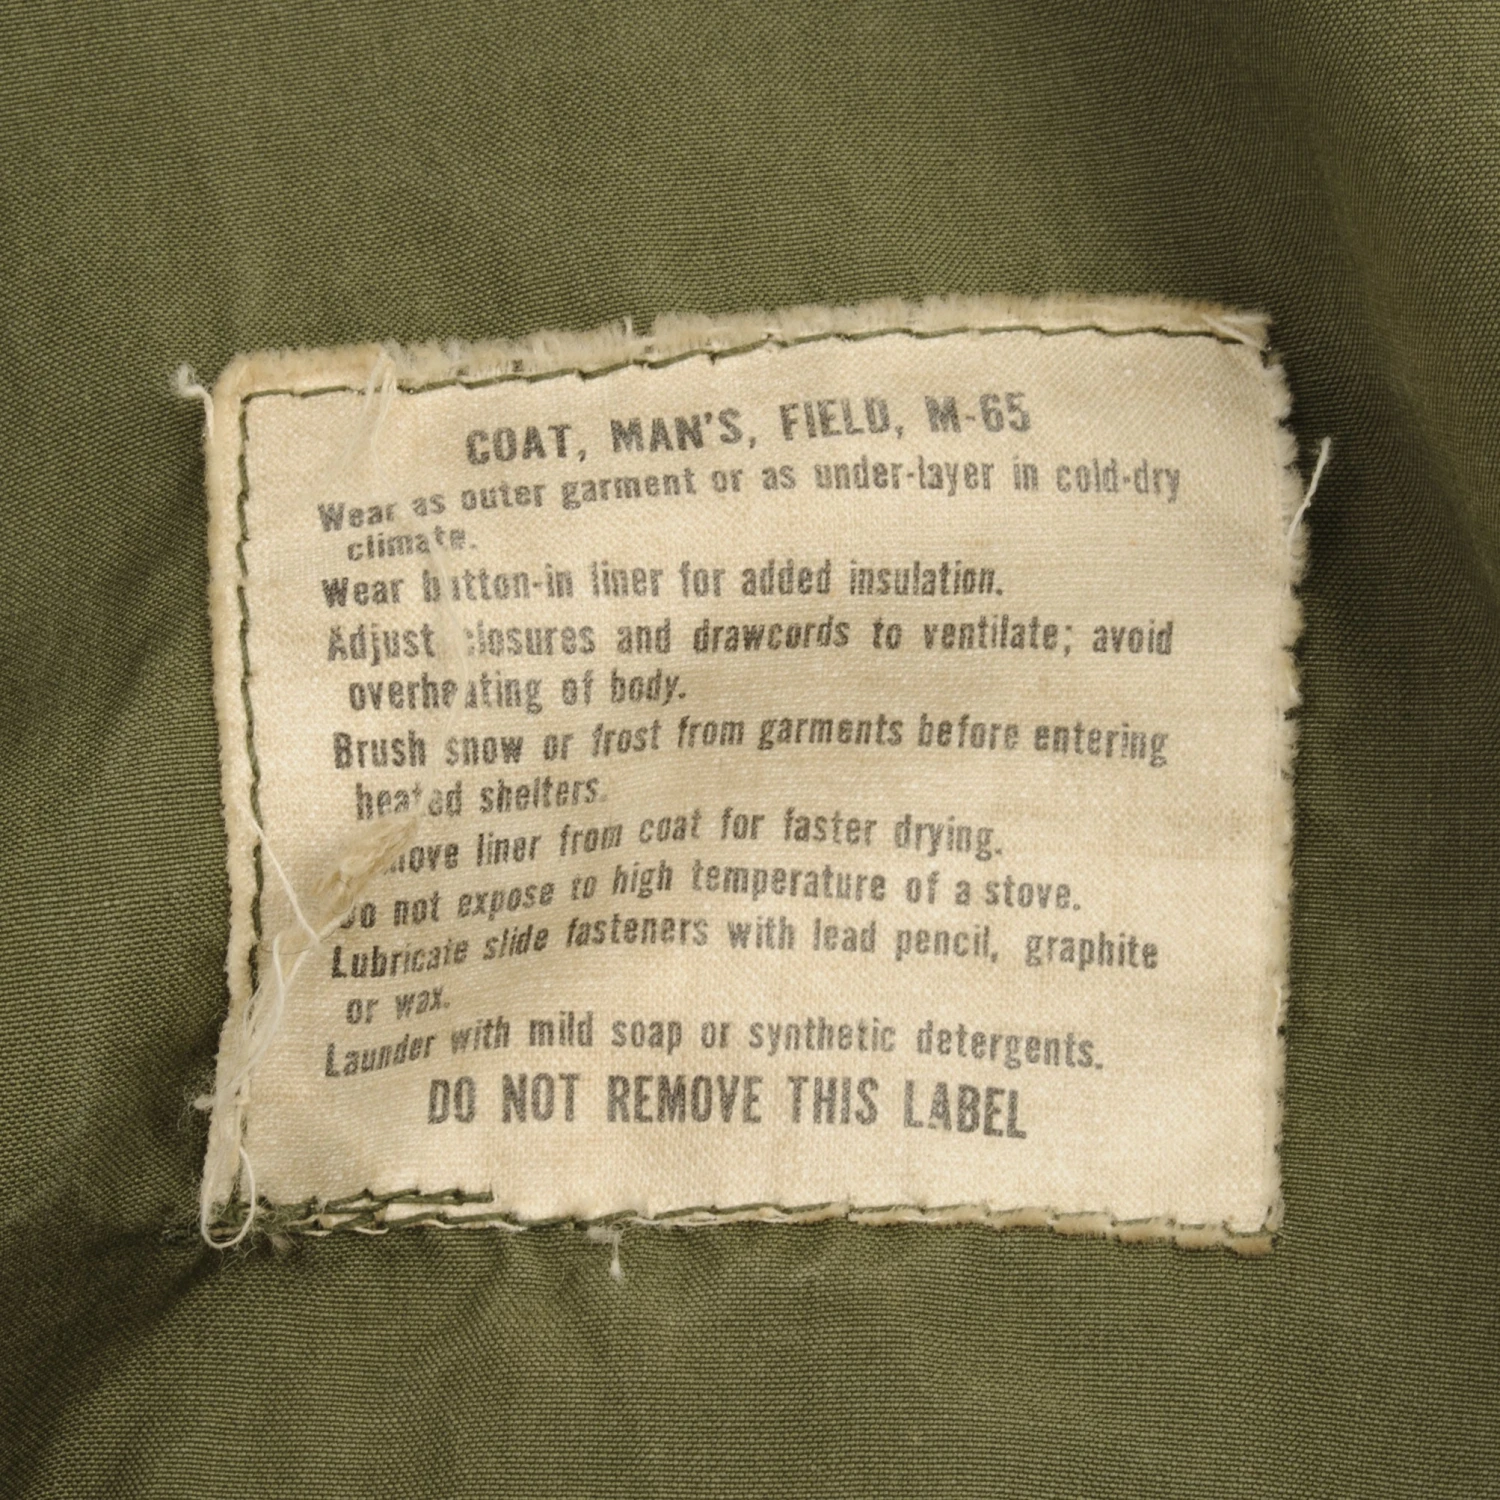 COAT, MAN'S, FIELD, M-65
Wear as outer garment or as under-layer in cold-dry
climate.
Wear button-in liner for added insulation.
Adjust closures and drawcords to ventilate; avoid
overheating of body.
Brush snow or frost from garments before entering
heated shelters.
Remove liner from coat for faster drying.
Do not expose to high temperature of a stove.
Lubricate slide fasteners with lead pencil, graphite
or wax.
Launder with mild soap or synthetic detergents.
DO NOT REMOVE THIS LABEL